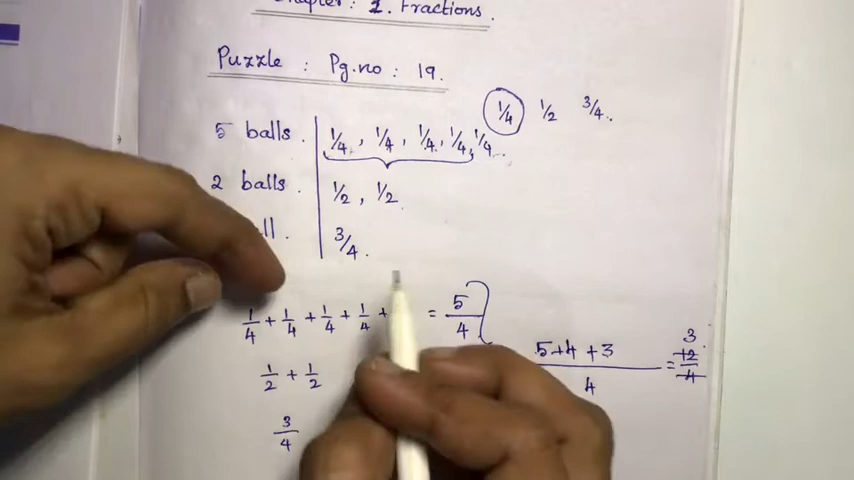 Chapter : 1. Fractions.
Puzzle : Pg.no : 19.
1/4 1/2 3/4.
5 balls. 1/4, 1/4, 1/4, 1/4, 1/4.
2 balls. 1/2, 1/2.
3/4.
1/4 + 1/4 + 1/4 + 1/4 + = 5/4
5+4+3/4 = 12/4 3
1/2 + 1/2
3/4